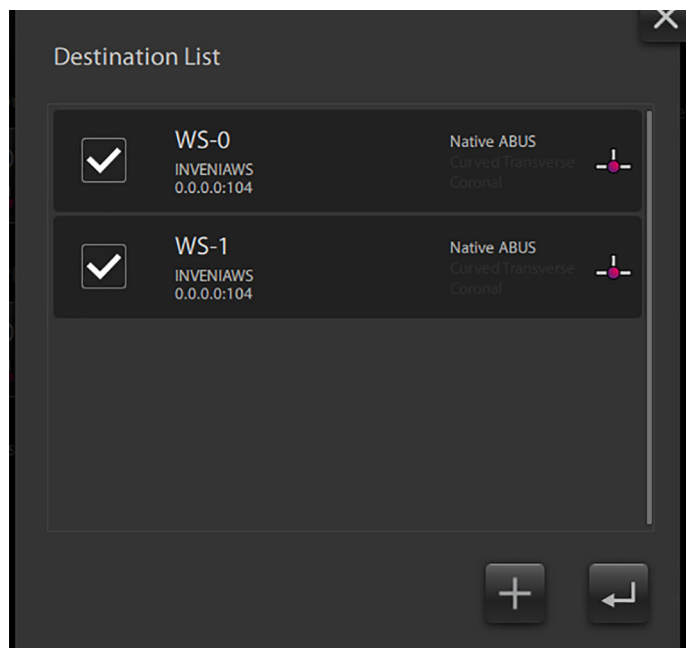 Destination List
WS-0
INVENIAWS
0.0.0.0:104
Native ABUS
Curved Transverse
Coronal
WS-1
INVENIAWS
0.0.0.0:104
Native ABUS
Curved Transverse
Coronal